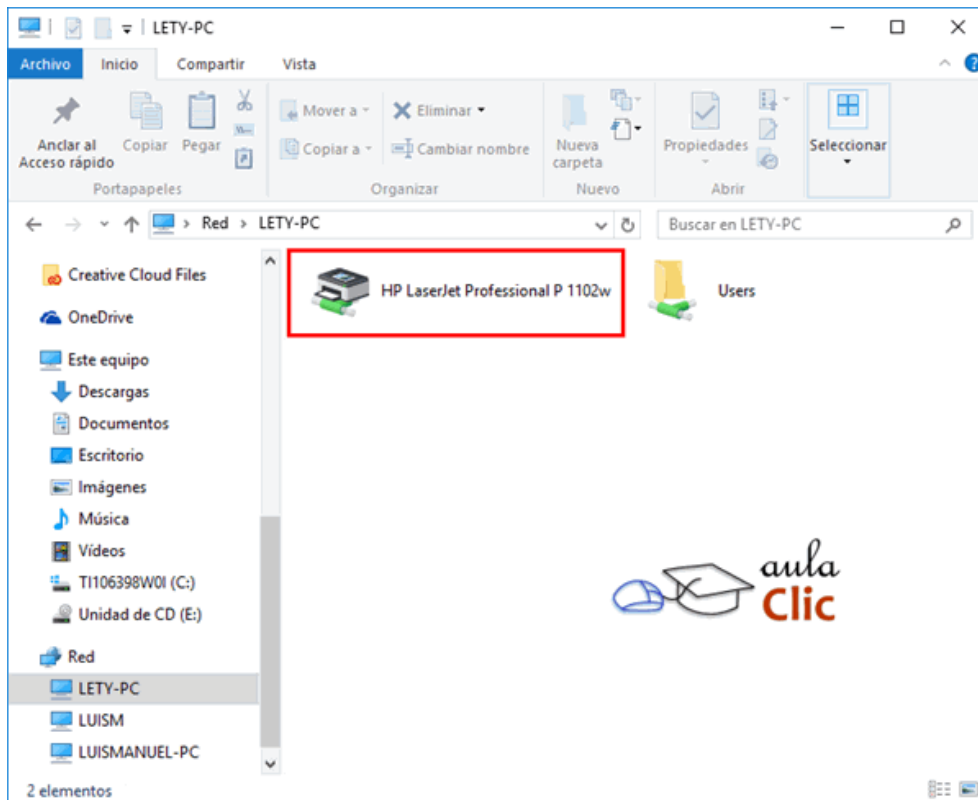 LETY-PC
Archivo Inicio Compartir Vista
Anclar al Acceso rápido
Copiar
Pegar
Mover a
Copiar a
Eliminar
Cambiar nombre
Nueva carpeta
Propiedades
Seleccionar
Portapapeles Organizar Nuevo Abrir
Red > LETY-PC
Buscar en LETY-PC
Creative Cloud Files
OneDrive
Este equipo
Descargas
Documentos
Escritorio
Imágenes
Música
Vídeos
TI106398W0I (C:)
Unidad de CD (E:)
Red
LETY-PC
LUISM
LUISMANUEL-PC
HP LaserJet Professional P 1102w
Users
aula
Clic
2 elementos